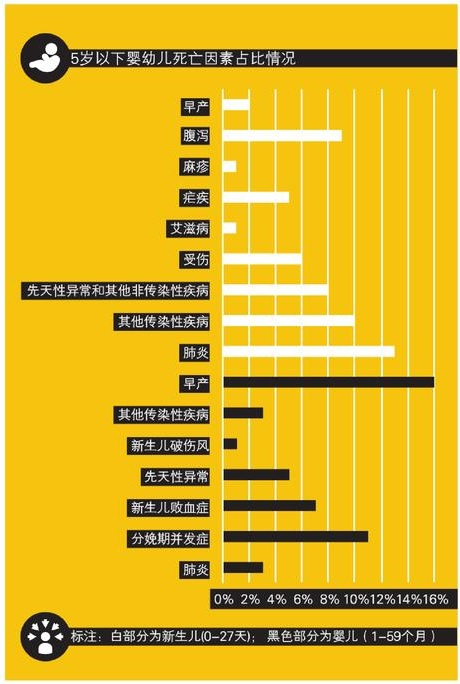 5岁以下婴幼儿死亡因素占比情况
早产
腹泻
麻疹
疟疾
艾滋病
受伤
先天性异常和其他非传染性疾病
其他传染性疾病
肺炎
早产
其他传染性疾病
新生儿破伤风
先天性异常
新生儿败血症
分娩期并发症
肺炎
0% 2% 4% 6% 8% 10% 12% 14% 16%
标注：白部分为新生儿(0-27天)； 黑色部分为婴儿（1-59个月）